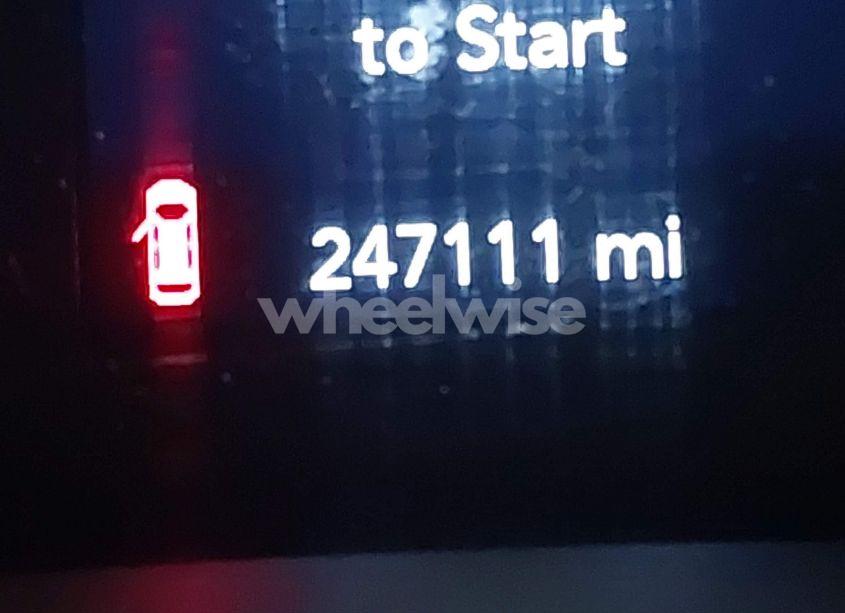 to Start
247111 mi
wheelwise